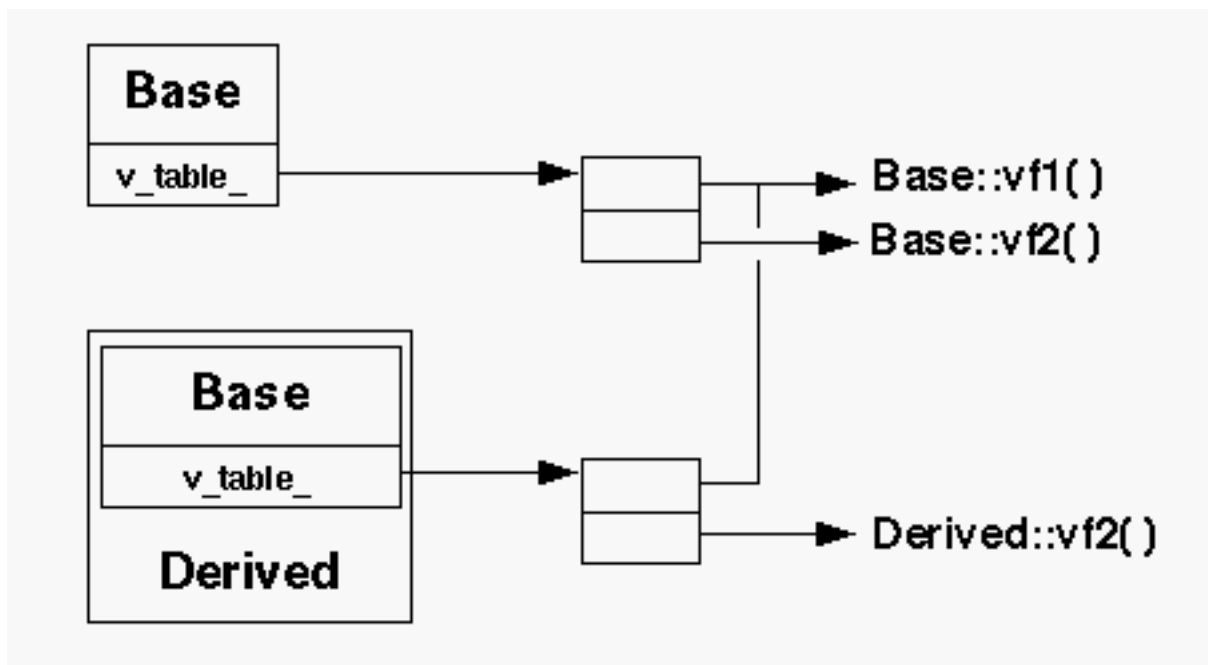 Base
v_table_
Base::vf1( )
Base::vf2( )
Base
v_table_
Derived
Derived::vf2( )